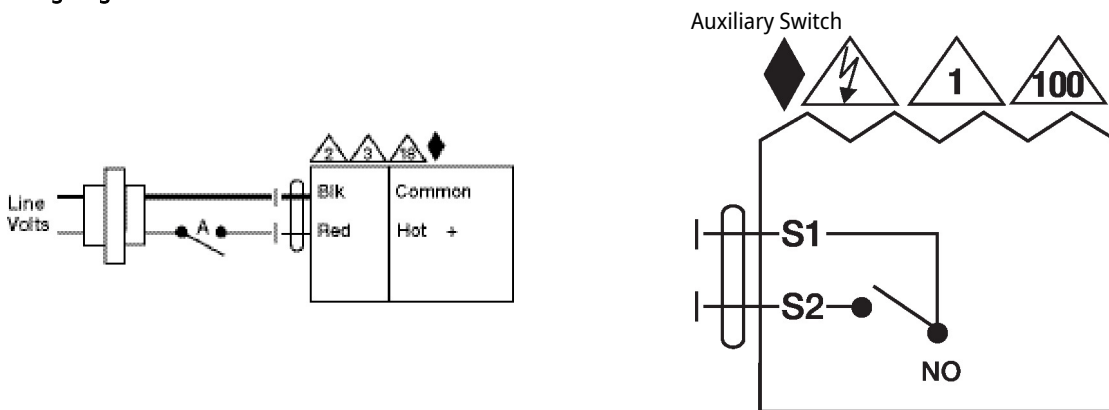 Auxiliary Switch
1
100
2
3
18
Line
Volts
A
Blk
Common
Red
Hot +
S1
S2
NO